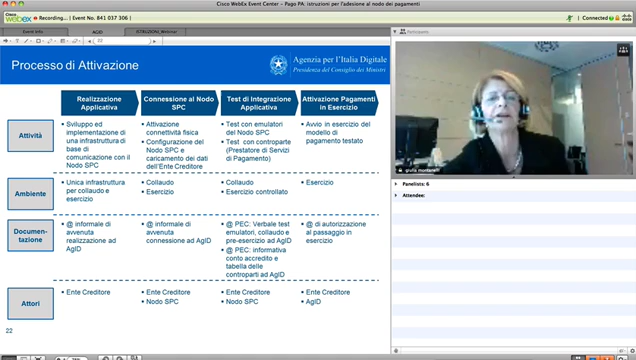 Cisco WebEx Event Center - Pago PA: istruzioni per l'adesione al nodo dei pagamenti
cisco
webex
Recording... | Event No. 841 037 306 |
Connected
Event Info
AGID
ISTRUZIONI_Webinar
22
Participants
Processo di Attivazione
Agenzia per l'Italia Digitale
Presidenza del Consiglio dei Ministri
Realizzazione
Applicativa
Connessione al Nodo
SPC
Test di Integrazione
Applicativa
Attivazione Pagamenti
in Esercizio
Attività
• Sviluppo ed
implementazione di
una infrastruttura di
base di
comunicazione con il
Nodo SPC
• Attivazione
connettività fisica
• Configurazione del
Nodo SPC e
caricamento dei dati
dell'Ente Creditore
• Test con emulatori
del Nodo SPC
• Test con controparte
(Prestatore di Servizi
di Pagamento)
• Avvio in esercizio del
modello di
pagamento testato
Ambiente
• Unica infrastruttura
per collaudo e
esercizio
• Collaudo
• Esercizio
• Collaudo
• Esercizio controllato
• Esercizio
Documen-
tazione
• @ informale di
avvenuta
realizzazione ad
AgID
• @ informale di
avvenuta
connessione ad AgID
• @ PEC: Verbale test
emulatori, collaudo e
pre-esercizio ad AgID
• @ PEC: informativa
conto accredito e
tabella delle
controparti ad AgID
• @ di autorizzazione
al passaggio in
esercizio
Attori
• Ente Creditore
• Ente Creditore
• Nodo SPC
• Ente Creditore
• Nodo SPC
• Ente Creditore
• AgID
22
Panelists: 6
Attendee: